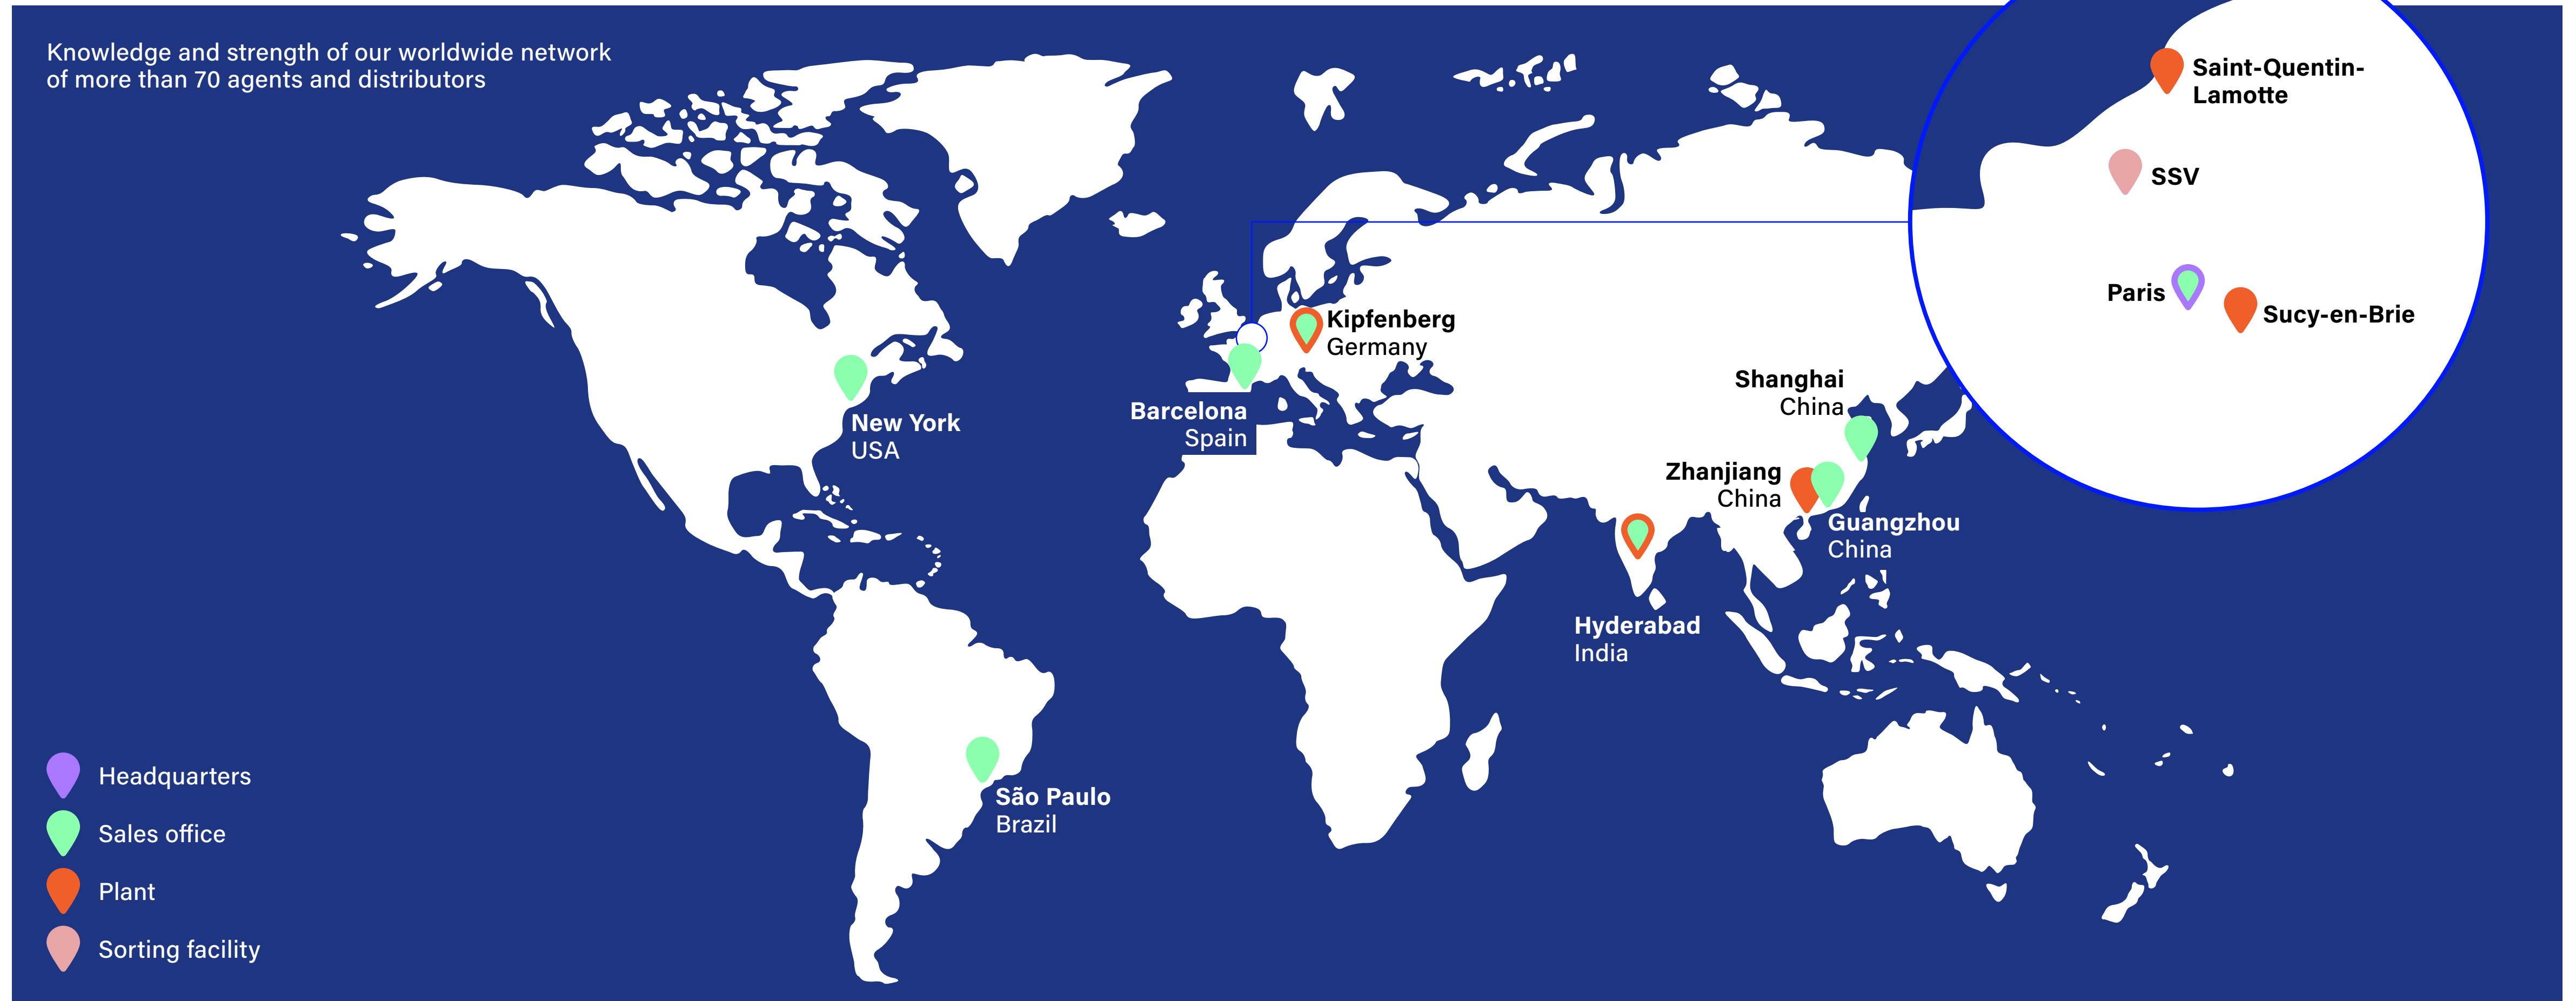 Knowledge and strength of our worldwide network
of more than 70 agents and distributors
Saint-Quentin-
Lamotte
SSV
Paris
Sucy-en-Brie
Kipfenberg
Germany
Shanghai
China
Barcelona
Spain
New York
USA
Zhanjiang
China
Guangzhou
China
Hyderabad
India
São Paulo
Brazil
Headquarters
Sales office
Plant
Sorting facility